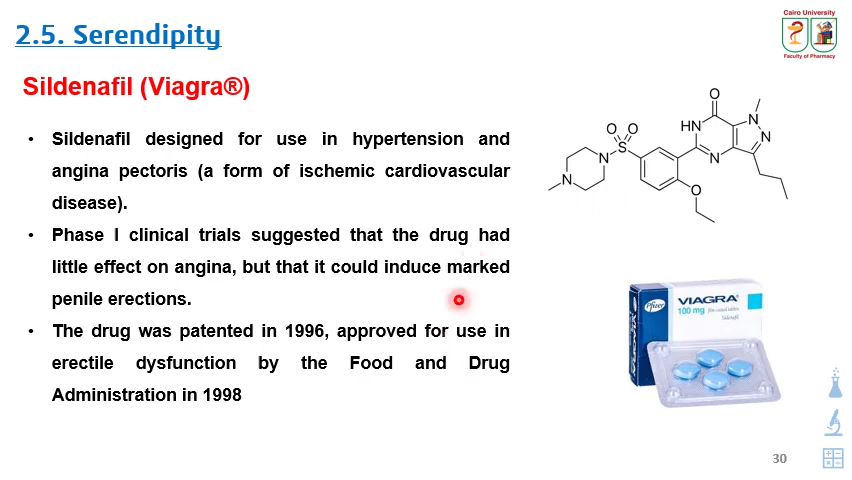 2.5. Serendipity
Cairo University
Faculty of Pharmacy
Sildenafil (Viagra®)
• Sildenafil designed for use in hypertension and
angina pectoris (a form of ischemic cardiovascular
disease).
• Phase I clinical trials suggested that the drug had
little effect on angina, but that it could induce marked
penile erections.
• The drug was patented in 1996, approved for use in
erectile dysfunction by the Food and Drug
Administration in 1998
O
HN
N
N
N
O O
S
N
N
O
Pfizer
VIAGRA®
100 mg
Sildenafil
30